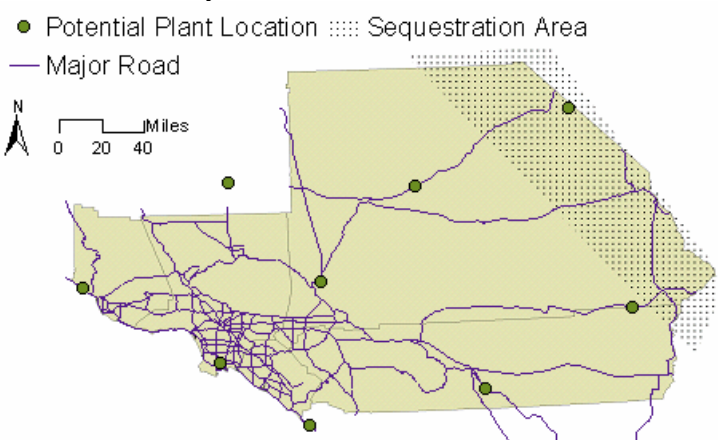 Potential Plant Location Sequestration Area
Major Road
N
Miles
0 20 40